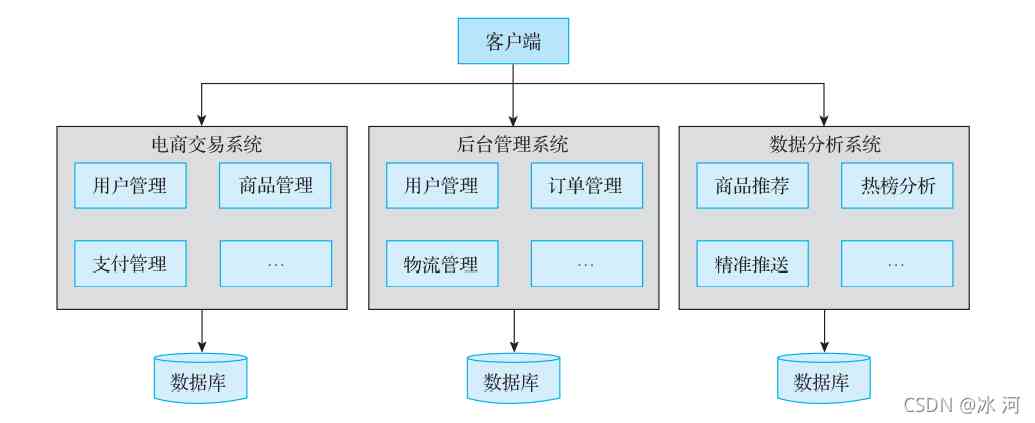 客户端
电商交易系统
用户管理
商品管理
支付管理
...
后台管理系统
用户管理
订单管理
物流管理
...
数据分析系统
商品推荐
热榜分析
精准推送
...
数据库
数据库
数据库
CSDN @冰 河